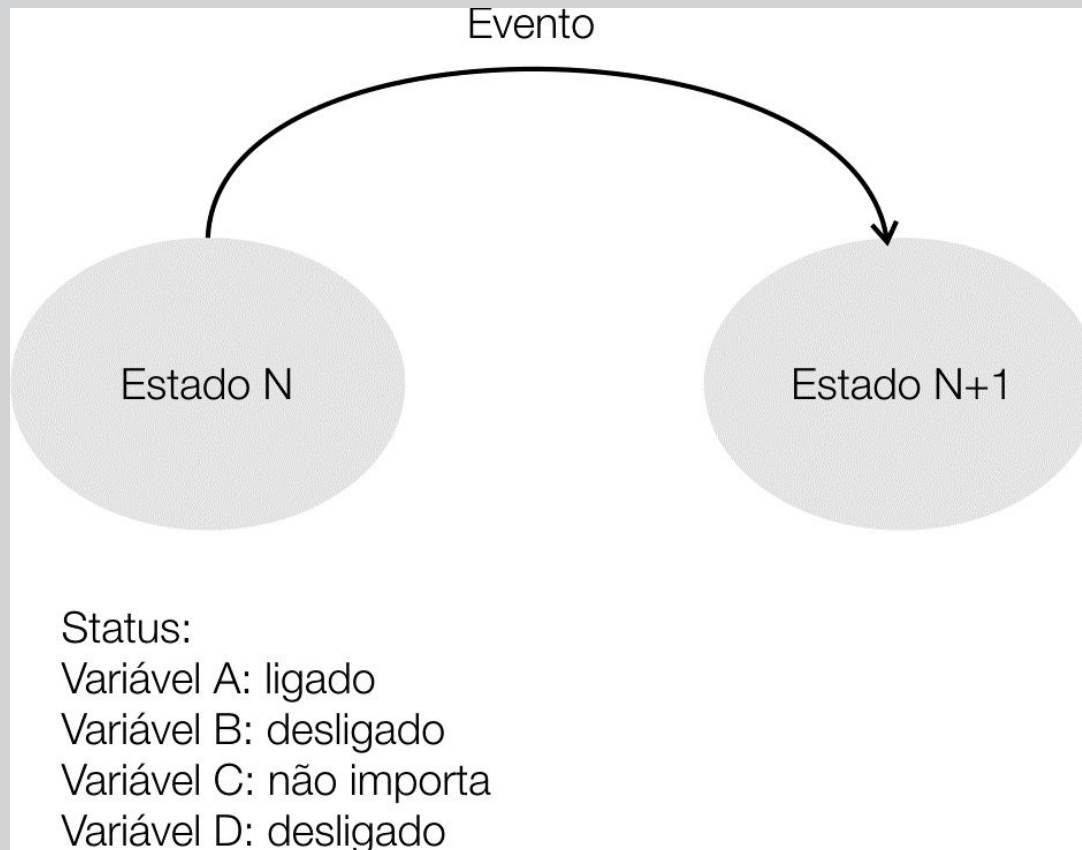 Evento
Estado N
Estado N+1
Status:
Variável A: ligado
Variável B: desligado
Variável C: não importa
Variável D: desligado